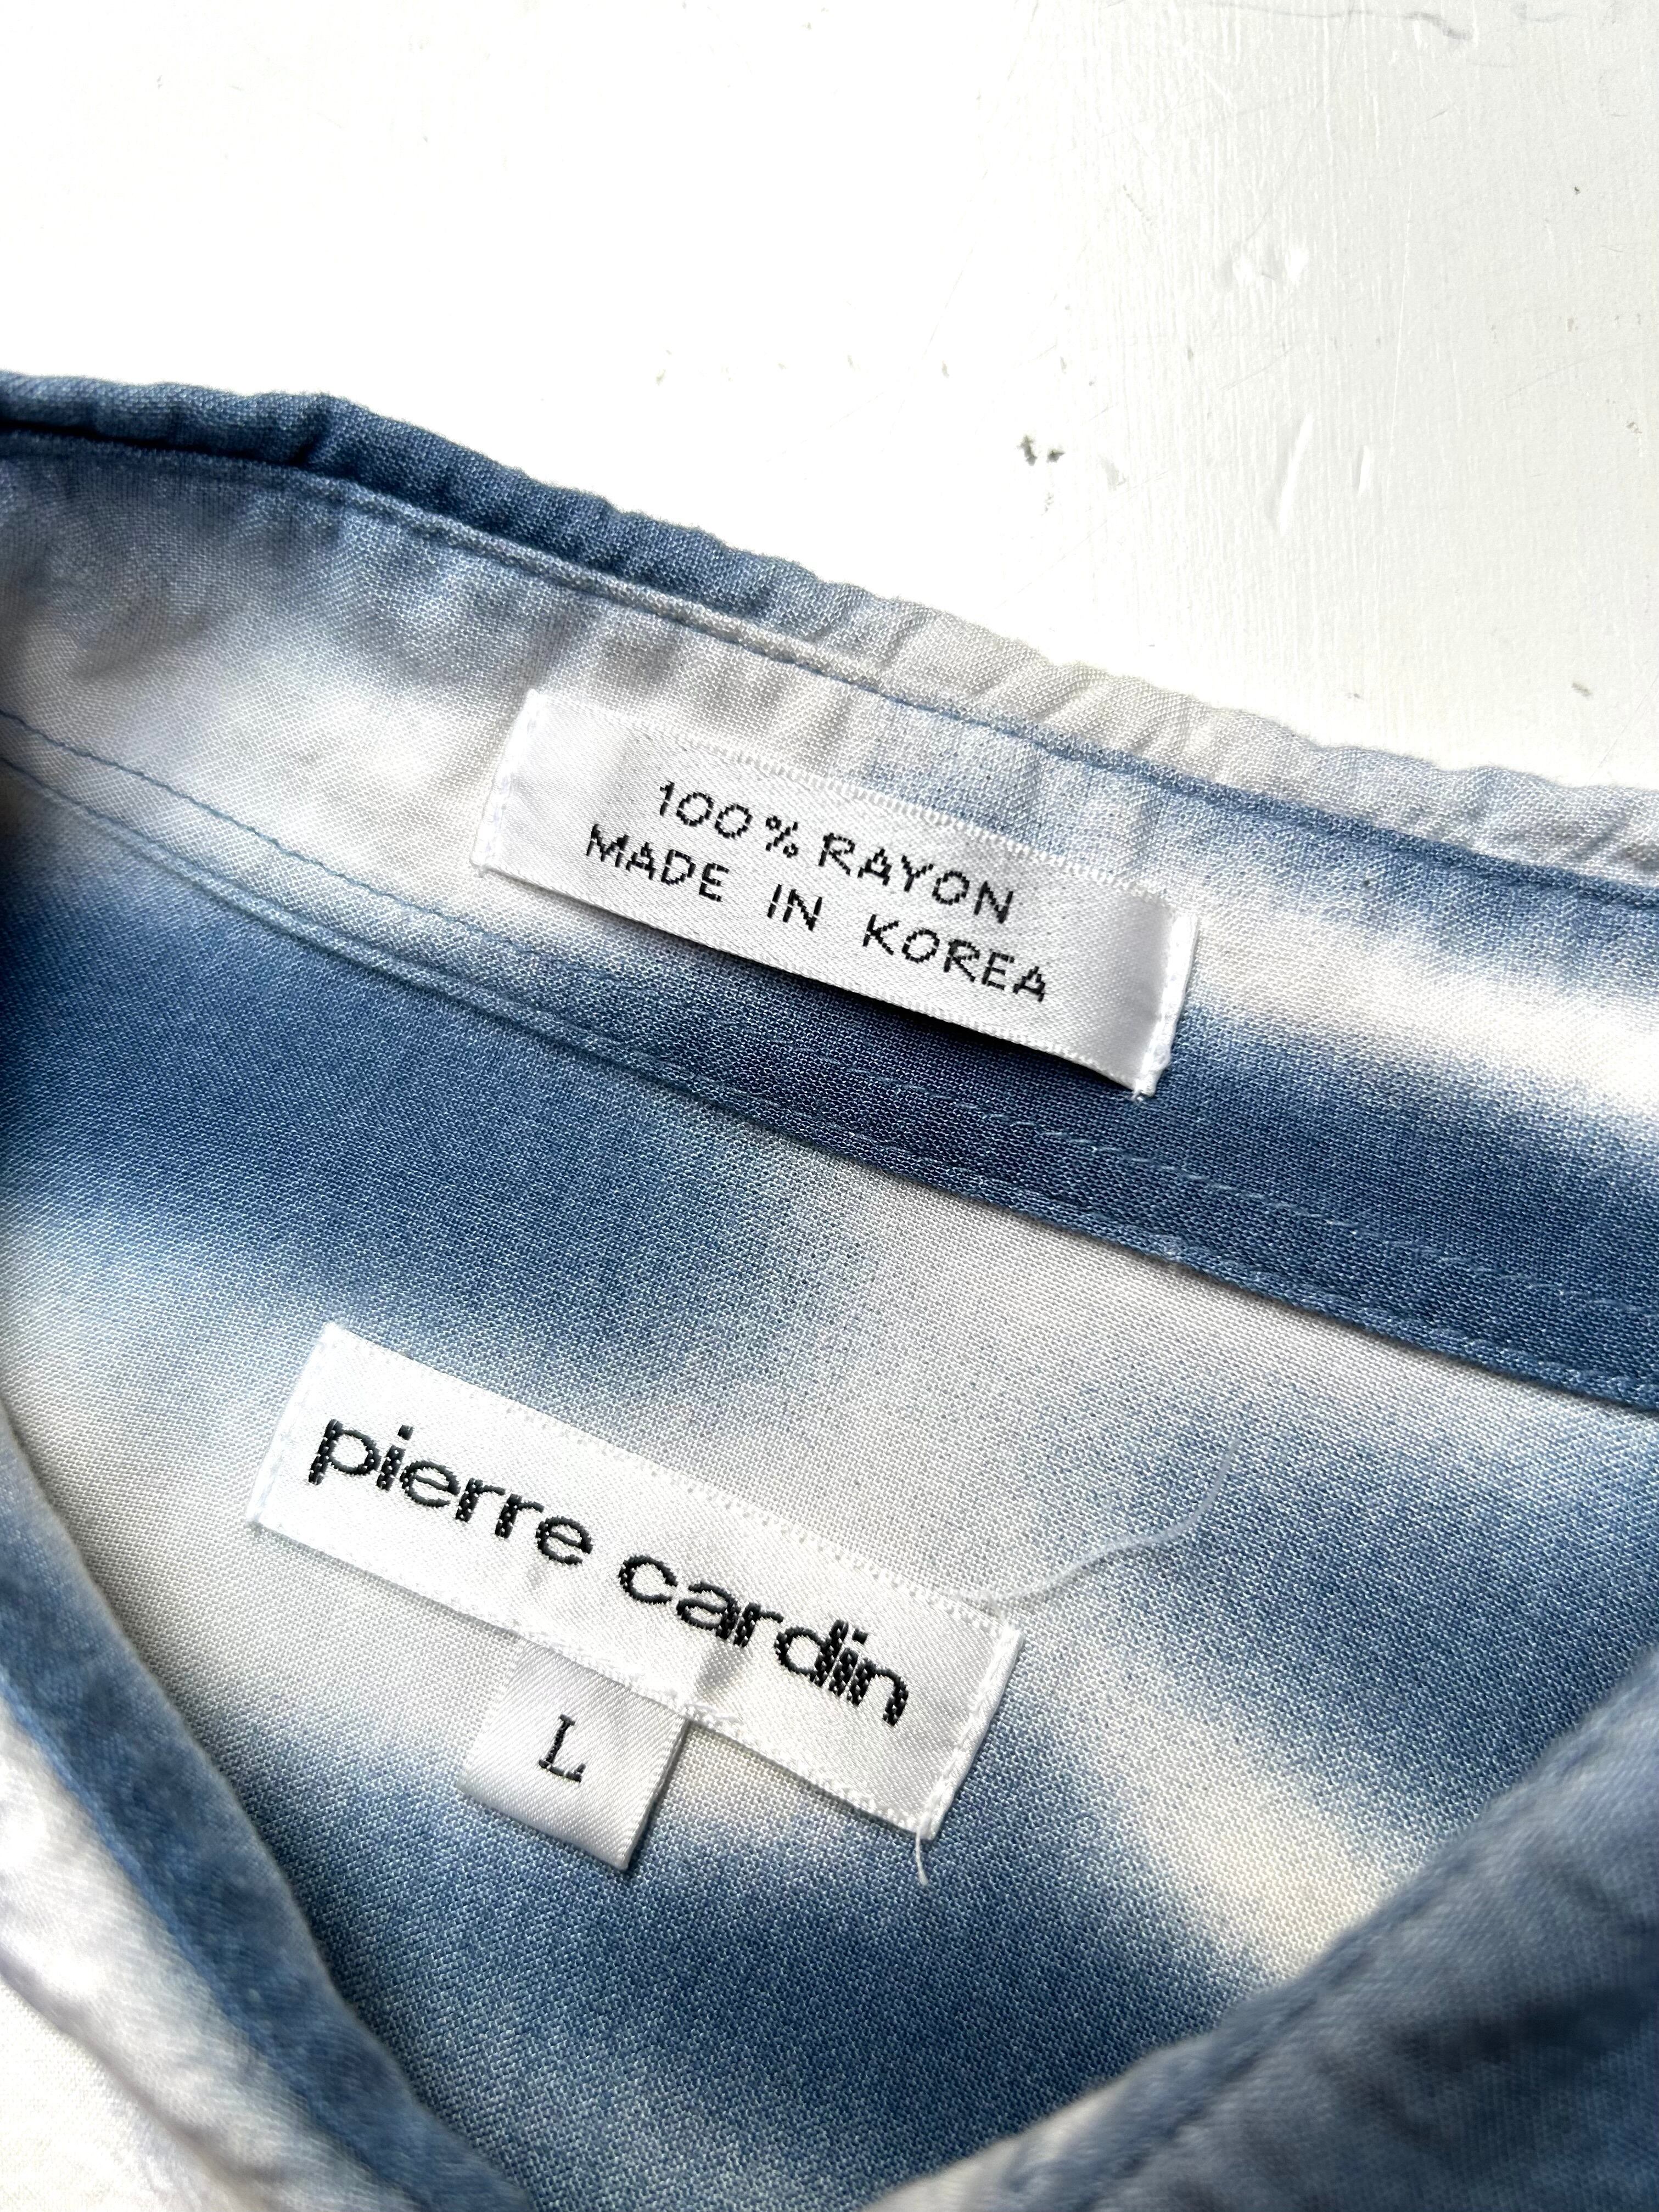 100% RAYON
MADE IN KOREA
pierre cardin
L